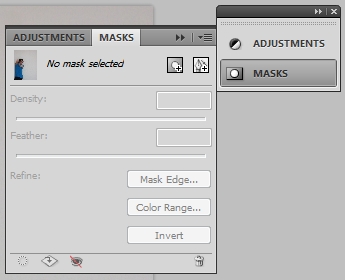 ADJUSTMENTS MASKS
No mask selected
Density:
Feather:
Refine:
Mask Edge...
Color Range...
Invert
ADJUSTMENTS
MASKS